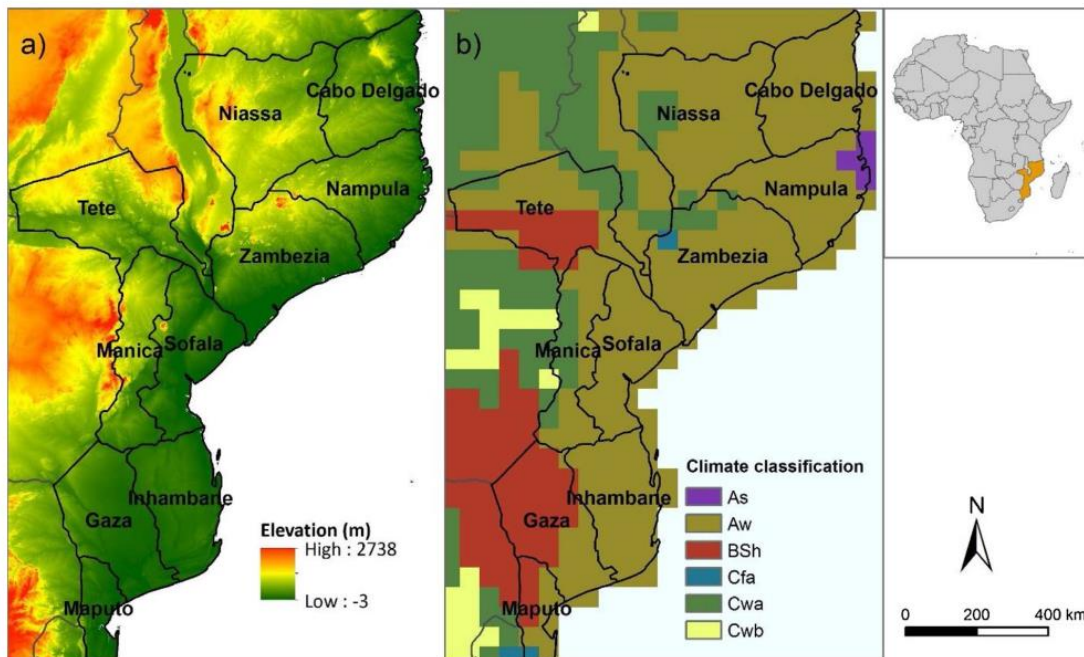 a)
Niassa
Cabo Delgado
Nampula
Tete
Zambezia
Manica
Sofala
Inhambane
Gaza
Maputo
Elevation (m)
High : 2738
Low : -3
b)
Niassa
Cabo Delgado
Nampula
Tete
Zambezia
Manica
Sofala
Inhambane
Gaza
Maputo
Climate classification
As
Aw
BSh
Cfa
Cwa
Cwb
N
0 200 400 km